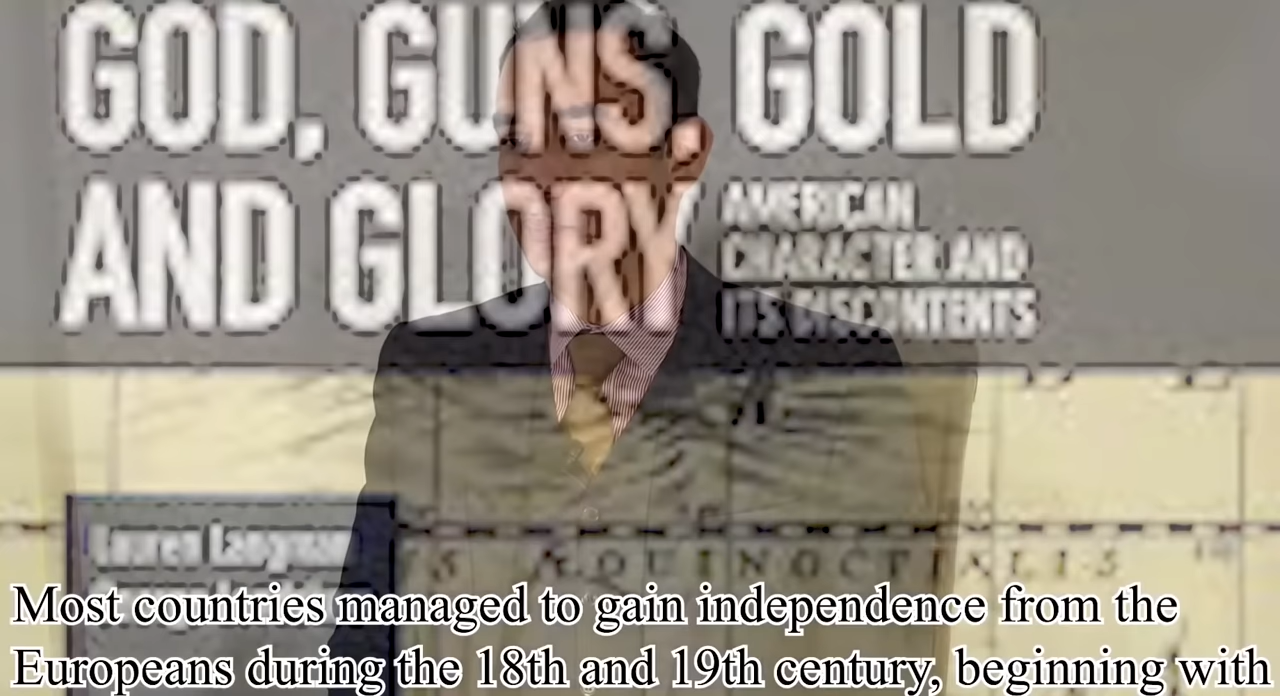 GOD, GUNS, GOLD
AND GLORY
AMERICAN
CHARACTER AND
ITS DISCONTENTS
Lauren Langman
EQUINOCTIALIS
Most countries managed to gain independence from the
Europeans during the 18th and 19th century, beginning with